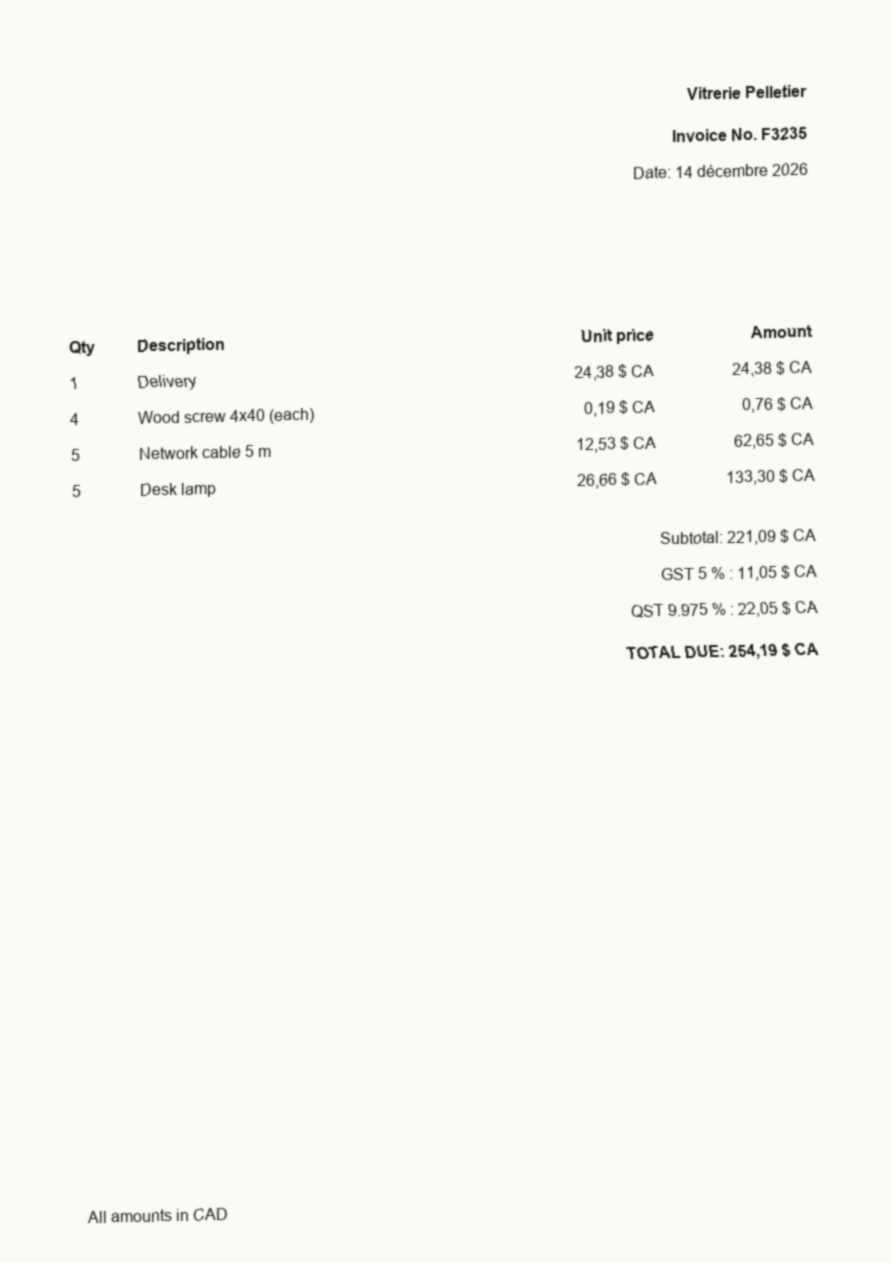 Vitrerie Pelletier
Invoice No. F3235
Date: 14 décembre 2026
Qty Description Unit price Amount
1 Delivery 24,38 $ CA 24,38 $ CA
4 Wood screw 4x40 (each) 0,19 $ CA 0,76 $ CA
5 Network cable 5 m 12,53 $ CA 62,65 $ CA
5 Desk lamp 26,66 $ CA 133,30 $ CA
Subtotal: 221,09 $ CA
GST 5 % : 11,05 $ CA
QST 9.975 % : 22,05 $ CA
TOTAL DUE: 254,19 $ CA
All amounts in CAD